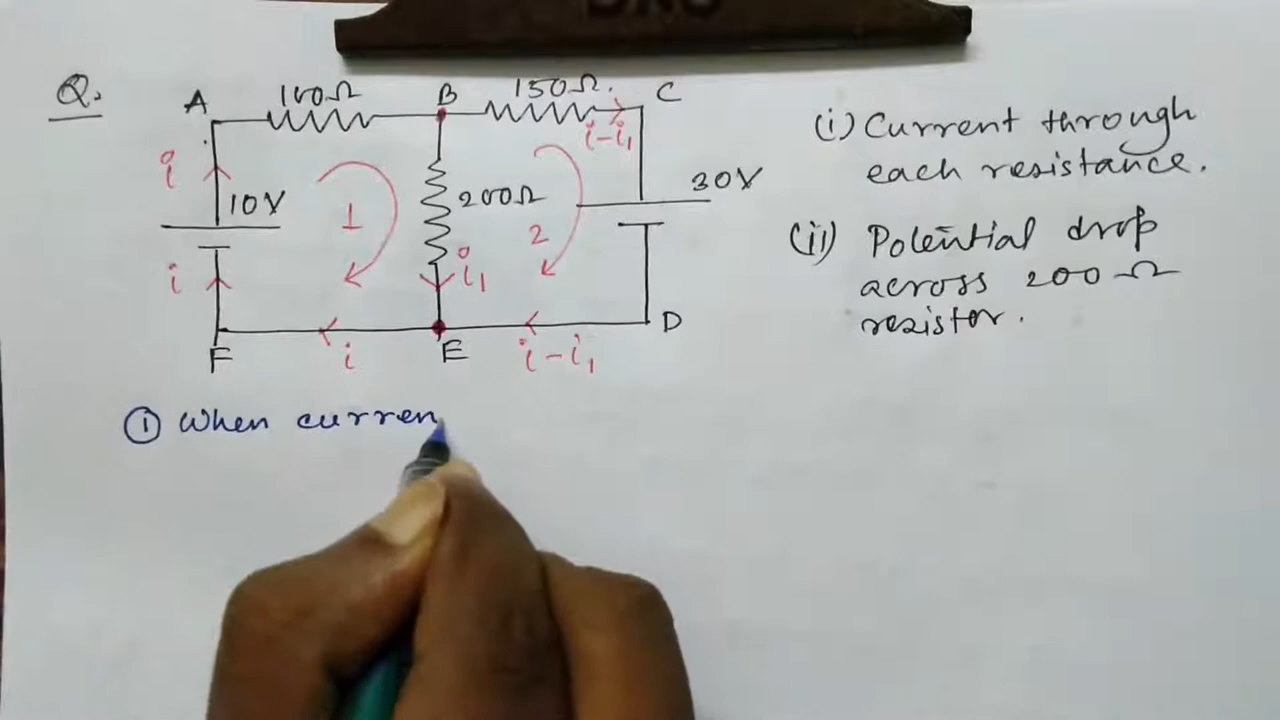 Q.
A
100Ω
B
150Ω.
C
i
10V
1
200Ω
i₁
2
i-i₁
30V
i
F
i
E
i-i₁
D
(i) Current through
each resistance.
(ii) Potential drop
across 200 Ω
resistor.
① When curren